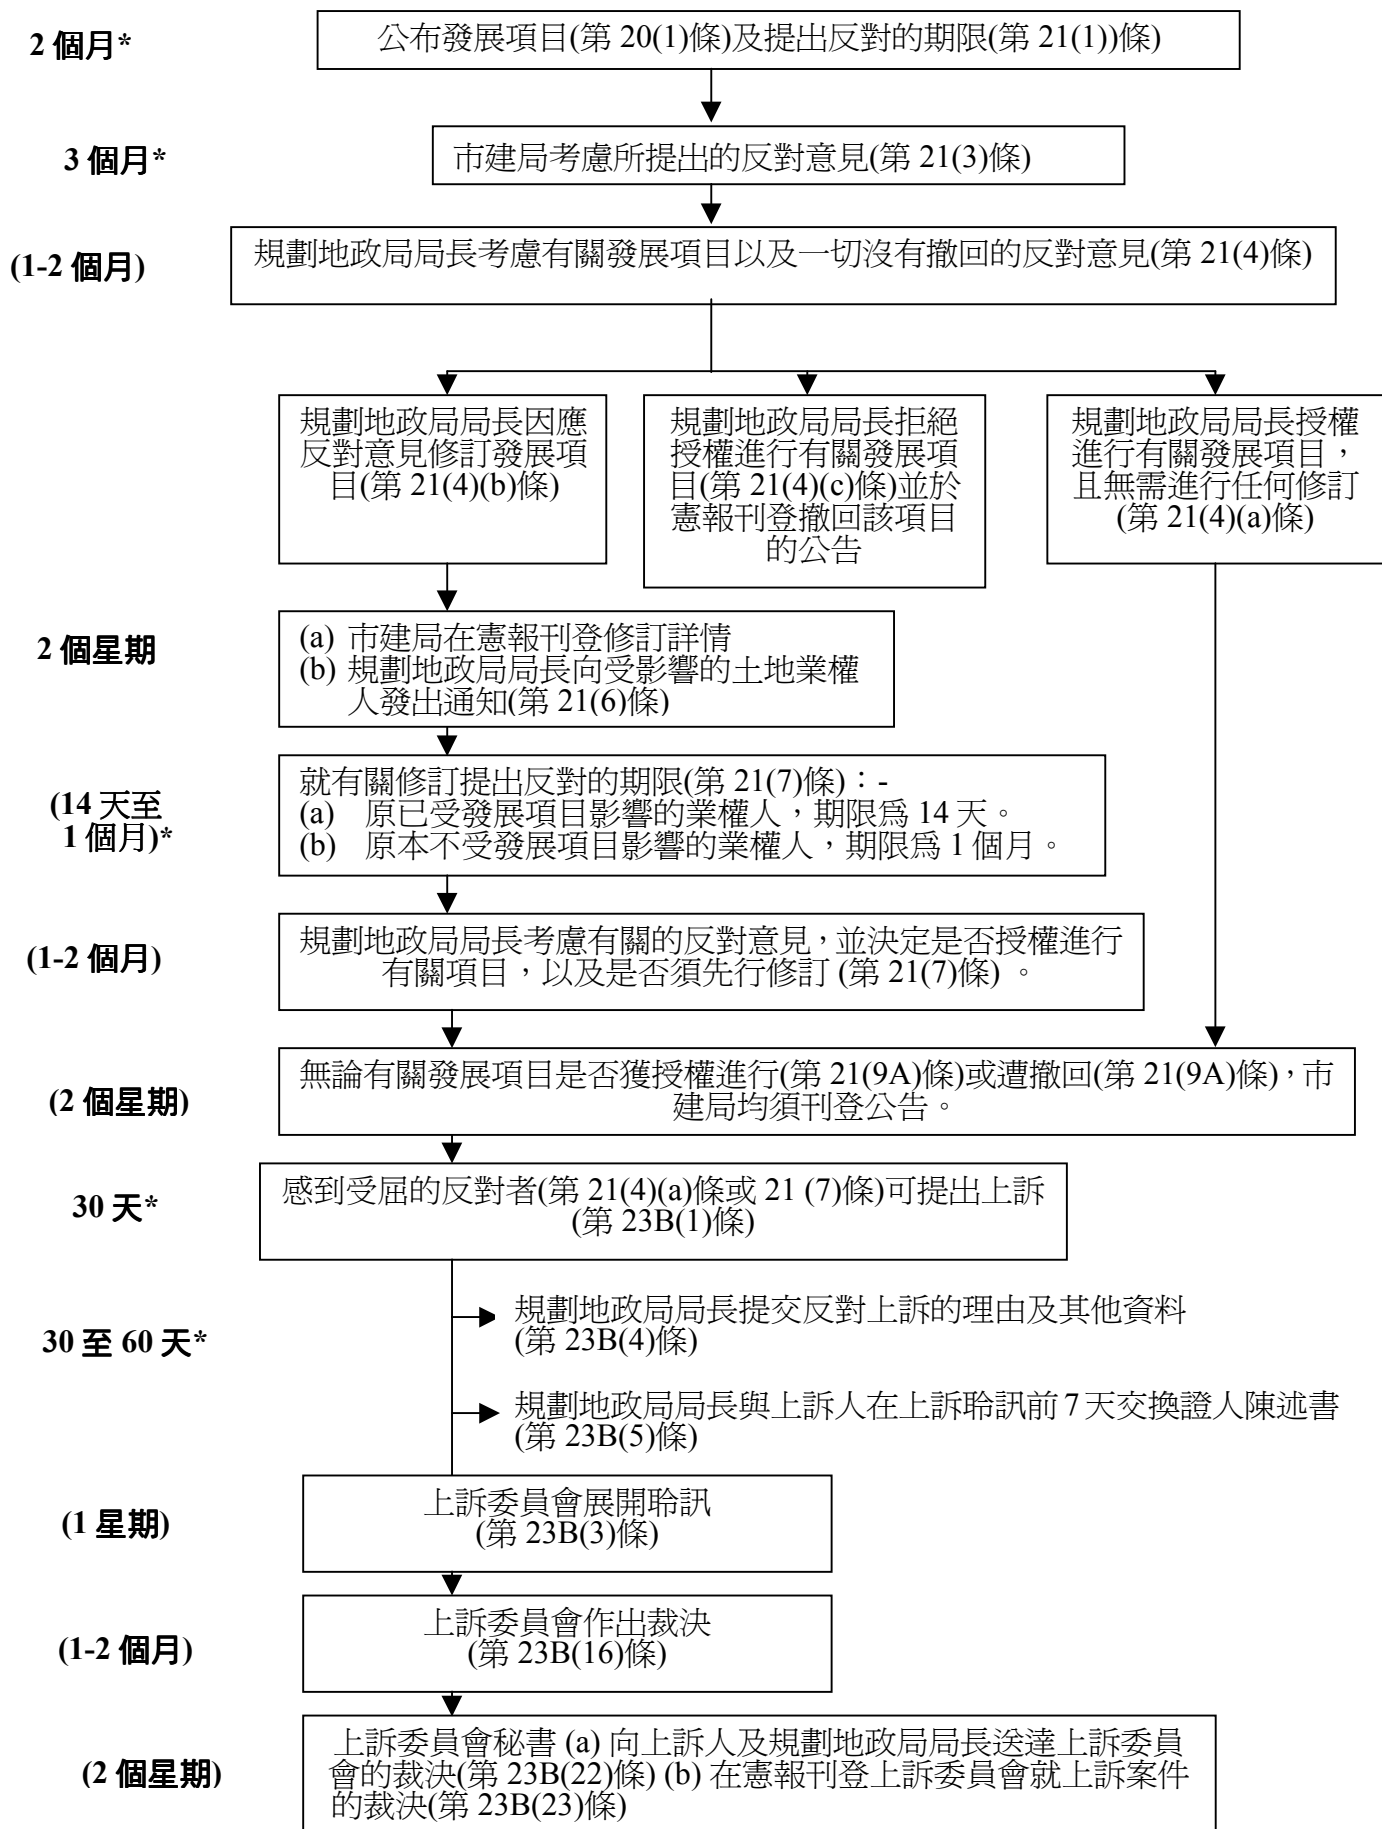 2 個月*
公布發展項目(第 20(1)條)及提出反對的期限(第 21(1))條)
3 個月*
市建局考慮所提出的反對意見(第 21(3)條)
(1-2 個月)
規劃地政局局長考慮有關發展項目以及一切沒有撤回的反對意見(第 21(4)條)
規劃地政局局長因應
反對意見修訂發展項
目(第 21(4)(b)條)
規劃地政局局長拒絕
授權進行有關發展項
目(第 21(4)(c)條)並於
憲報刊登撤回該項目
的公告
規劃地政局局長授權
進行有關發展項目，
且無需進行任何修訂
(第 21(4)(a)條)
2 個星期
(a) 市建局在憲報刊登修訂詳情
(b) 規劃地政局局長向受影響的土地業權
人發出通知(第 21(6)條)
(14 天至
1 個月)*
就有關修訂提出反對的期限(第 21(7)條)：-
(a) 原已受發展項目影響的業權人，期限為 14 天。
(b) 原本不受發展項目影響的業權人，期限為 1 個月。
(1-2 個月)
規劃地政局局長考慮有關的反對意見，並決定是否授權進行
有關項目，以及是否須先行修訂 (第 21(7)條) 。
(2 個星期)
無論有關發展項目是否獲授權進行(第 21(9A)條)或遭撤回(第 21(9A)條)，市
建局均須刊登公告。
30 天*
感到受屈的反對者(第 21(4)(a)條或 21 (7)條)可提出上訴
(第 23B(1)條)
30 至 60 天*
規劃地政局局長提交反對上訴的理由及其他資料
(第 23B(4)條)
規劃地政局局長與上訴人在上訴聆訊前 7 天交換證人陳述書
(第 23B(5)條)
(1 星期)
上訴委員會展開聆訊
(第 23B(3)條)
(1-2 個月)
上訴委員會作出裁決
(第 23B(16)條)
(2 個星期)
上訴委員會秘書 (a) 向上訴人及規劃地政局局長送達上訴委員
會的裁決(第 23B(22)條) (b) 在憲報刊登上訴委員會就上訴案件
的裁決(第 23B(23)條)